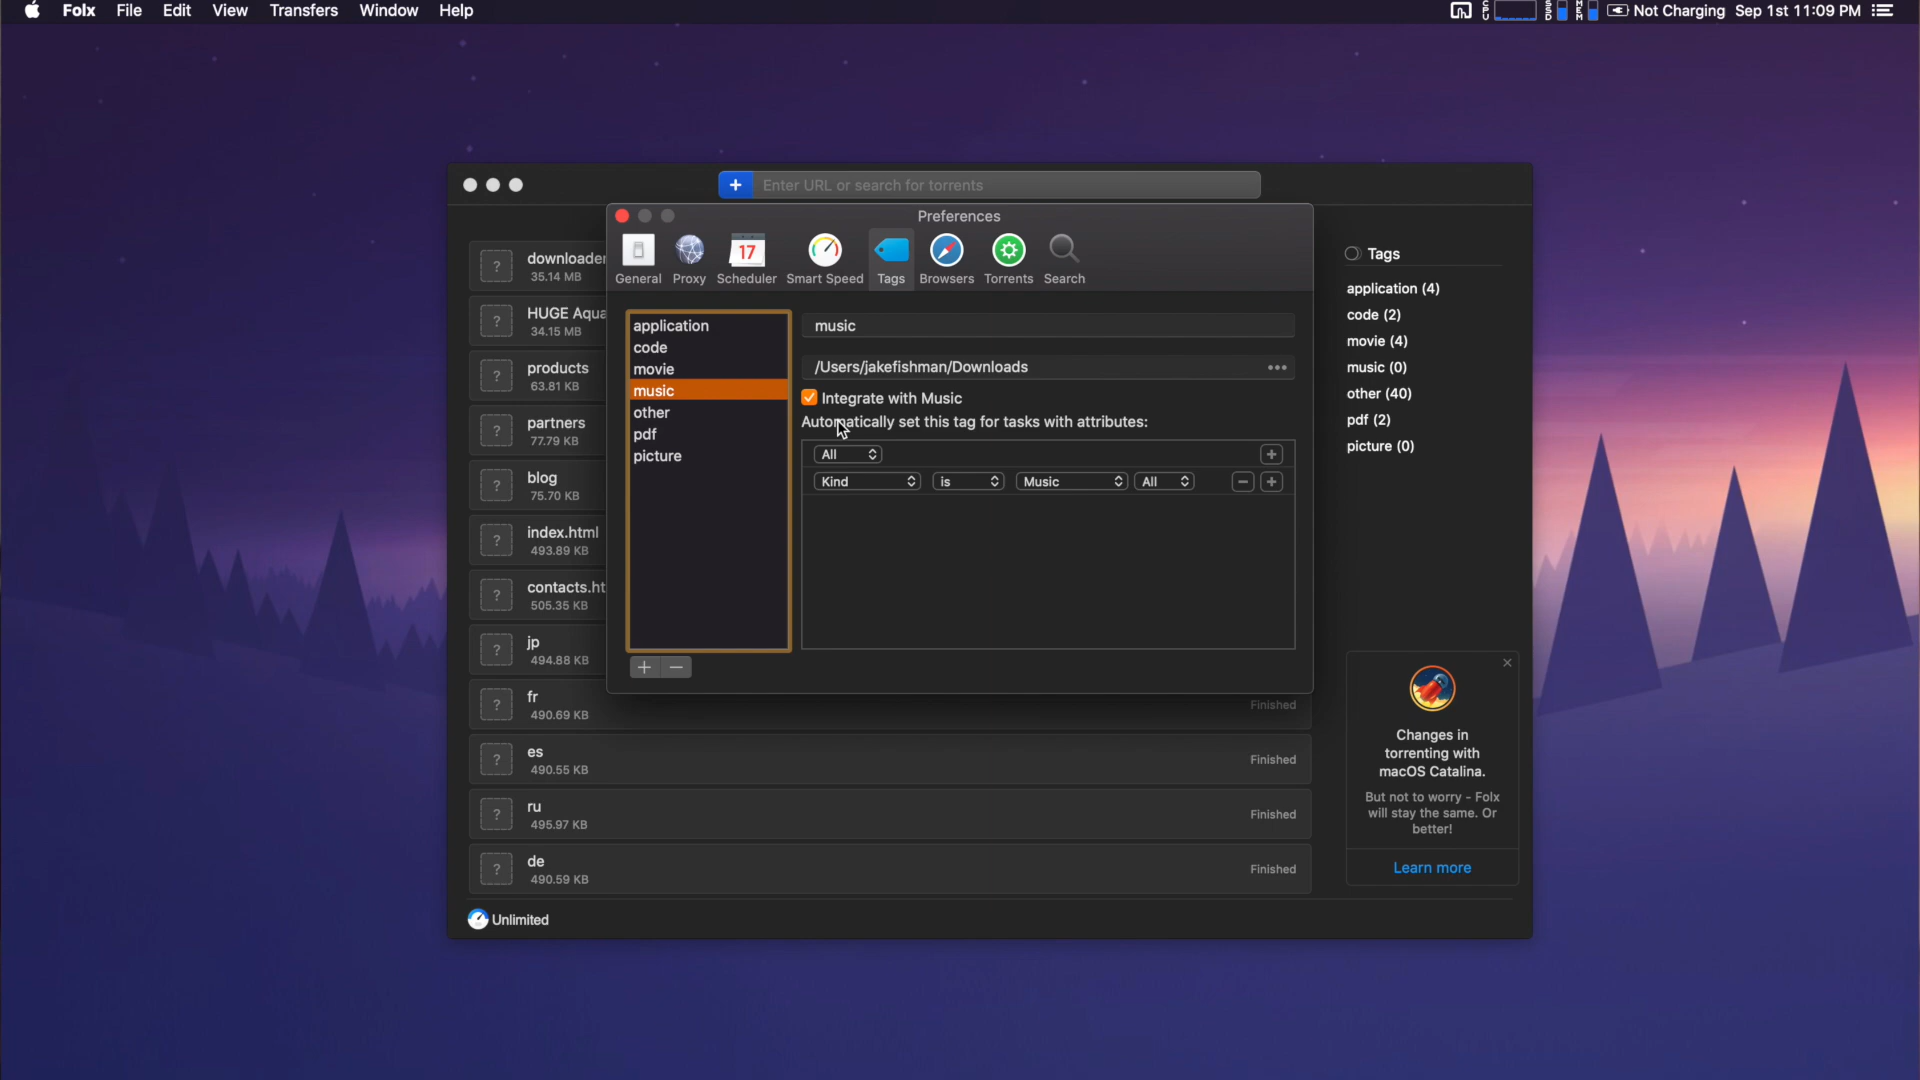 Folx File Edit View Transfers Window Help
CPU SSD MEM Not Charging Sep 1st 11:09 PM
+ Enter URL or search for torrents
Preferences
17
General Proxy Scheduler Smart Speed Tags Browsers Torrents Search
application
code
movie
music
other
pdf
picture
music
/Users/jakefishman/Downloads
Integrate with Music
Automatically set this tag for tasks with attributes:
All
Kind is Music All
downloader
35.14 MB
HUGE Aqua
34.15 MB
products
63.81 KB
partners
77.79 KB
blog
75.70 KB
index.html
493.89 KB
contacts.ht
505.35 KB
jp
494.88 KB
fr
490.69 KB
Finished
es
490.55 KB
Finished
ru
495.97 KB
Finished
de
490.59 KB
Finished
Unlimited
Tags
application (4)
code (2)
movie (4)
music (0)
other (40)
pdf (2)
picture (0)
Changes in
torrenting with
macOS Catalina.
But not to worry - Folx
will stay the same. Or
better!
Learn more